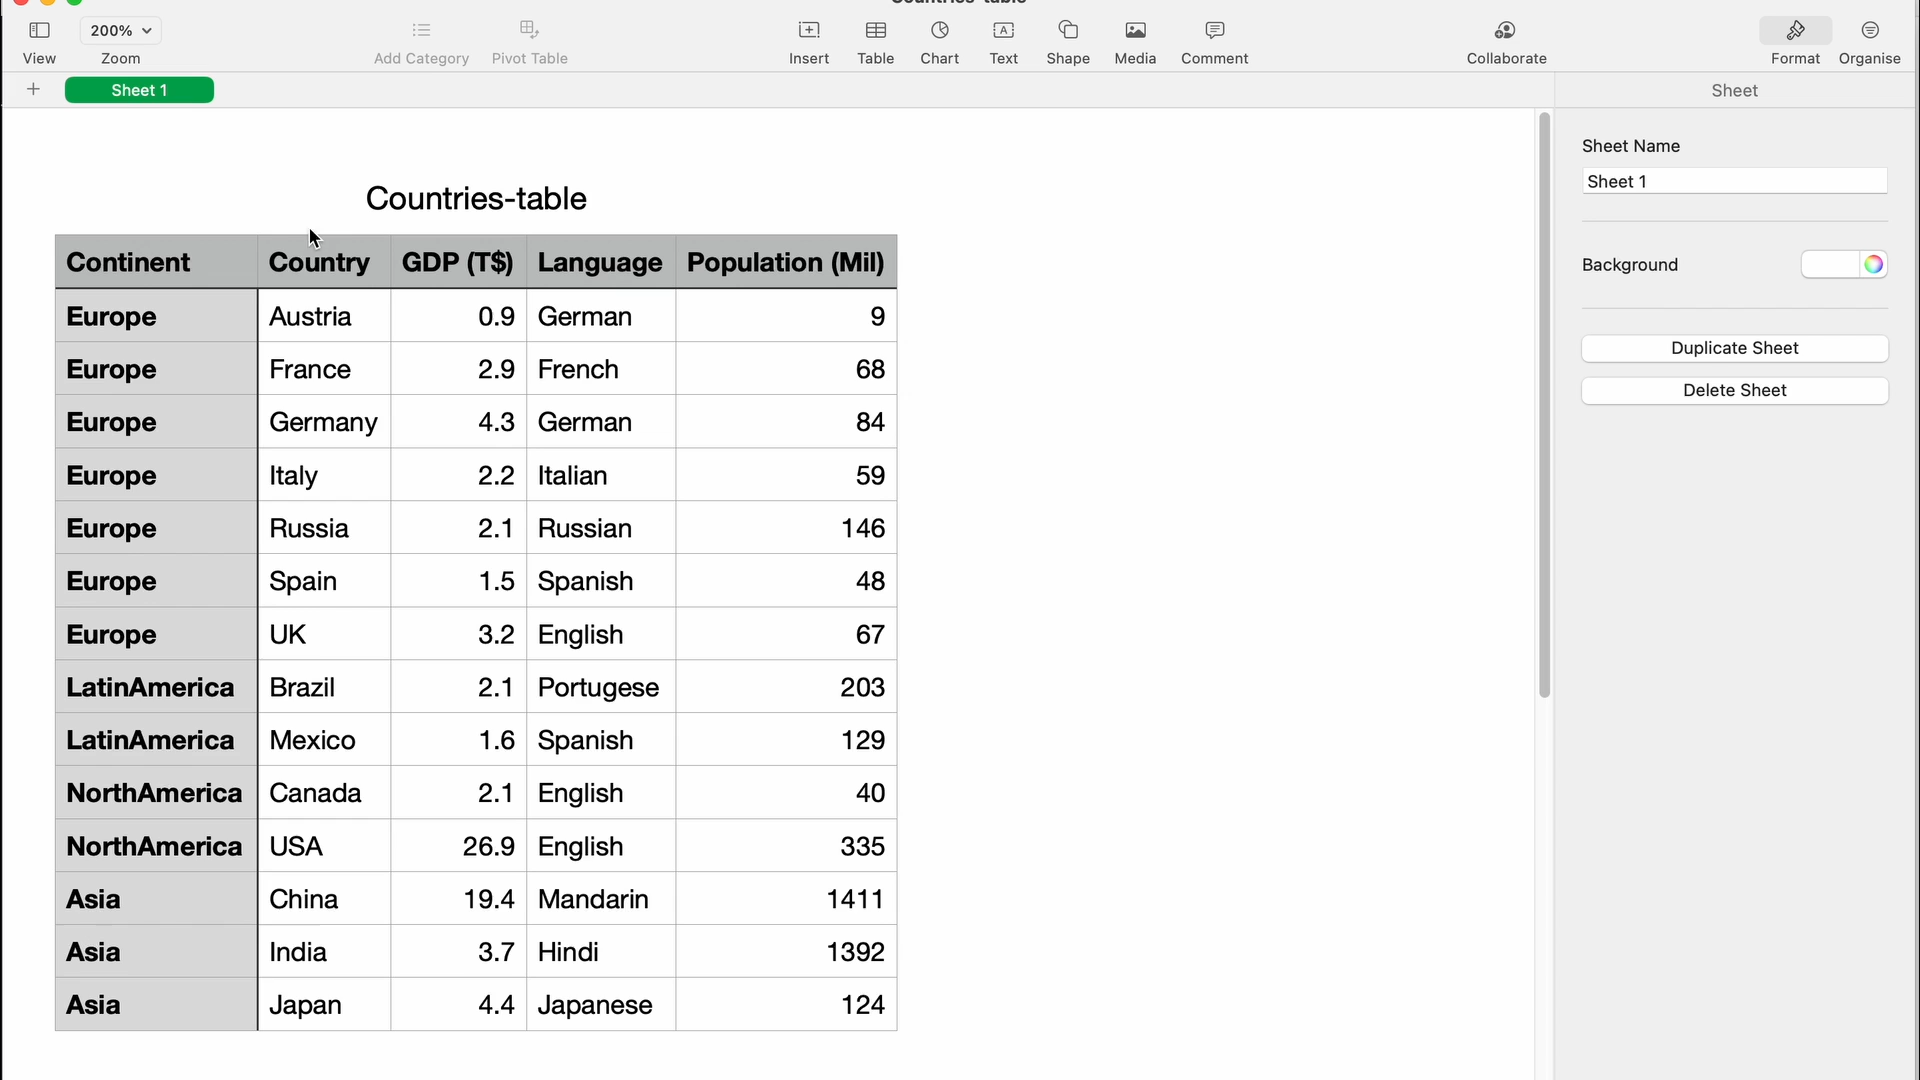 Countries-table
200%
View Zoom Add Category Pivot Table Insert Table Chart Text Shape Media Comment Collaborate Format Organise
Sheet 1 Sheet
Sheet Name
Sheet 1
Background
Duplicate Sheet
Delete Sheet
Countries-table
Continent Country GDP (T$) Language Population (Mil)
Europe Austria 0.9 German 9
Europe France 2.9 French 68
Europe Germany 4.3 German 84
Europe Italy 2.2 Italian 59
Europe Russia 2.1 Russian 146
Europe Spain 1.5 Spanish 48
Europe UK 3.2 English 67
LatinAmerica Brazil 2.1 Portugese 203
LatinAmerica Mexico 1.6 Spanish 129
NorthAmerica Canada 2.1 English 40
NorthAmerica USA 26.9 English 335
Asia China 19.4 Mandarin 1411
Asia India 3.7 Hindi 1392
Asia Japan 4.4 Japanese 124